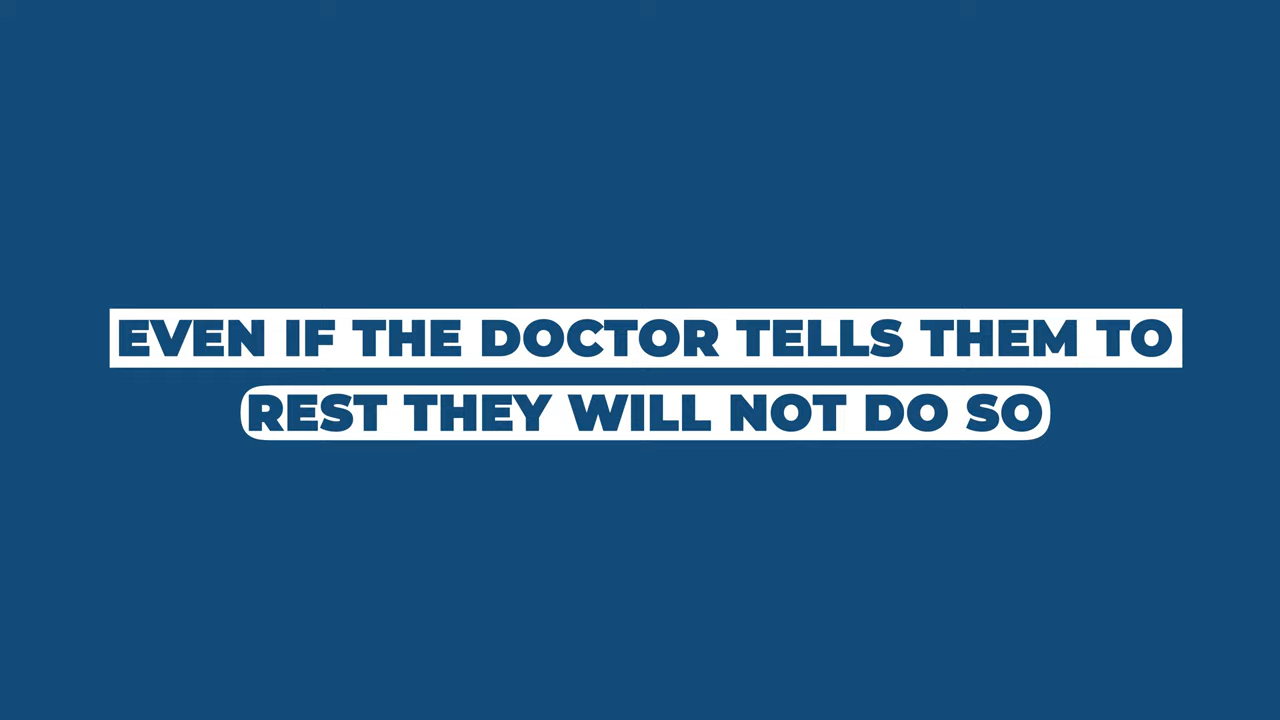 EVEN IF THE DOCTOR TELLS THEM TO
REST THEY WILL NOT DO SO